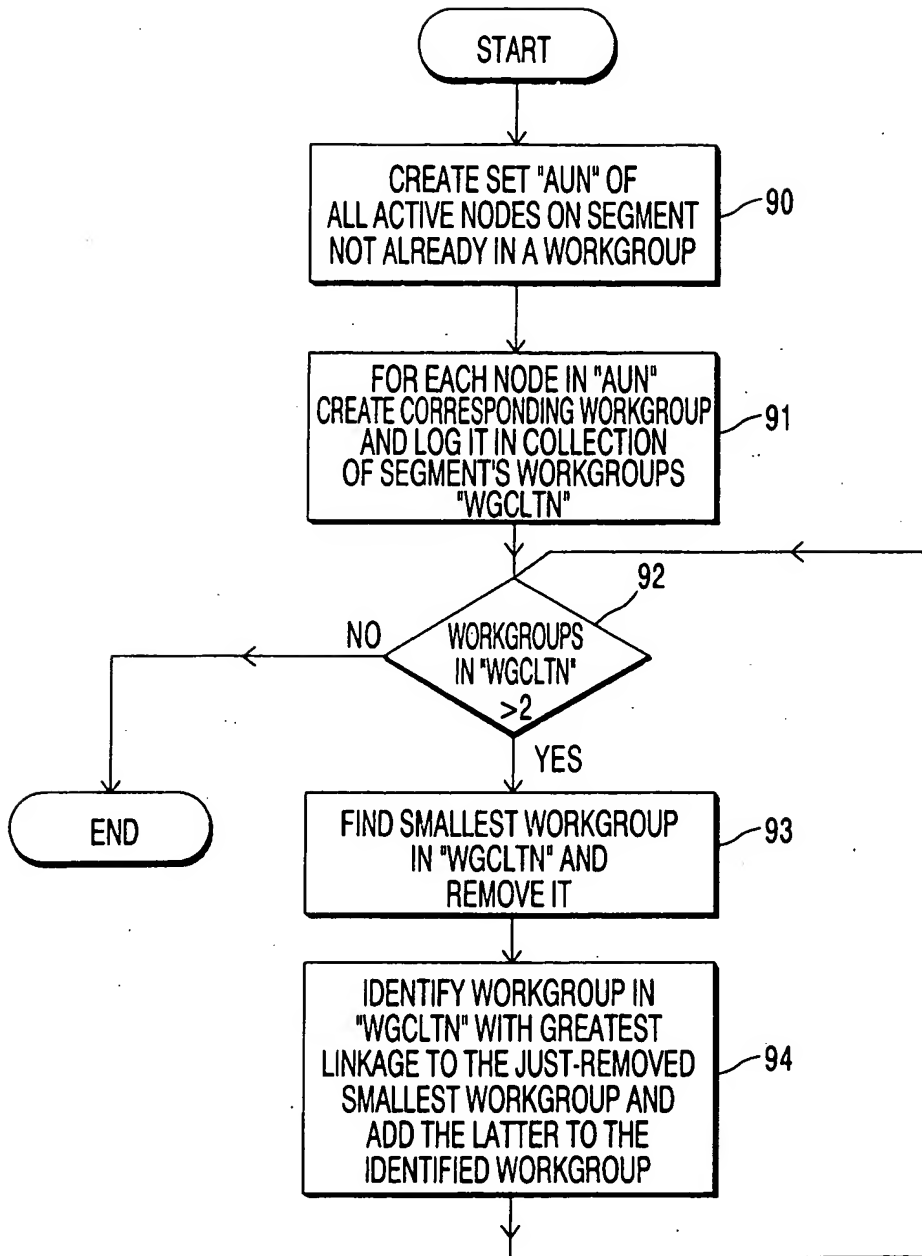 START
CREATE SET "AUN" OF
ALL ACTIVE NODES ON SEGMENT
NOT ALREADY IN A WORKGROUP
90
FOR EACH NODE IN "AUN"
CREATE CORRESPONDING WORKGROUP
AND LOG IT IN COLLECTION
OF SEGMENT'S WORKGROUPS
"WGCLTN"
91
92
WORKGROUPS
IN "WGCLTN"
>2
NO
YES
END
FIND SMALLEST WORKGROUP
IN "WGCLTN" AND
REMOVE IT
93
IDENTIFY WORKGROUP IN
"WGCLTN" WITH GREATEST
LINKAGE TO THE JUST-REMOVED
SMALLEST WORKGROUP AND
ADD THE LATTER TO THE
IDENTIFIED WORKGROUP
94